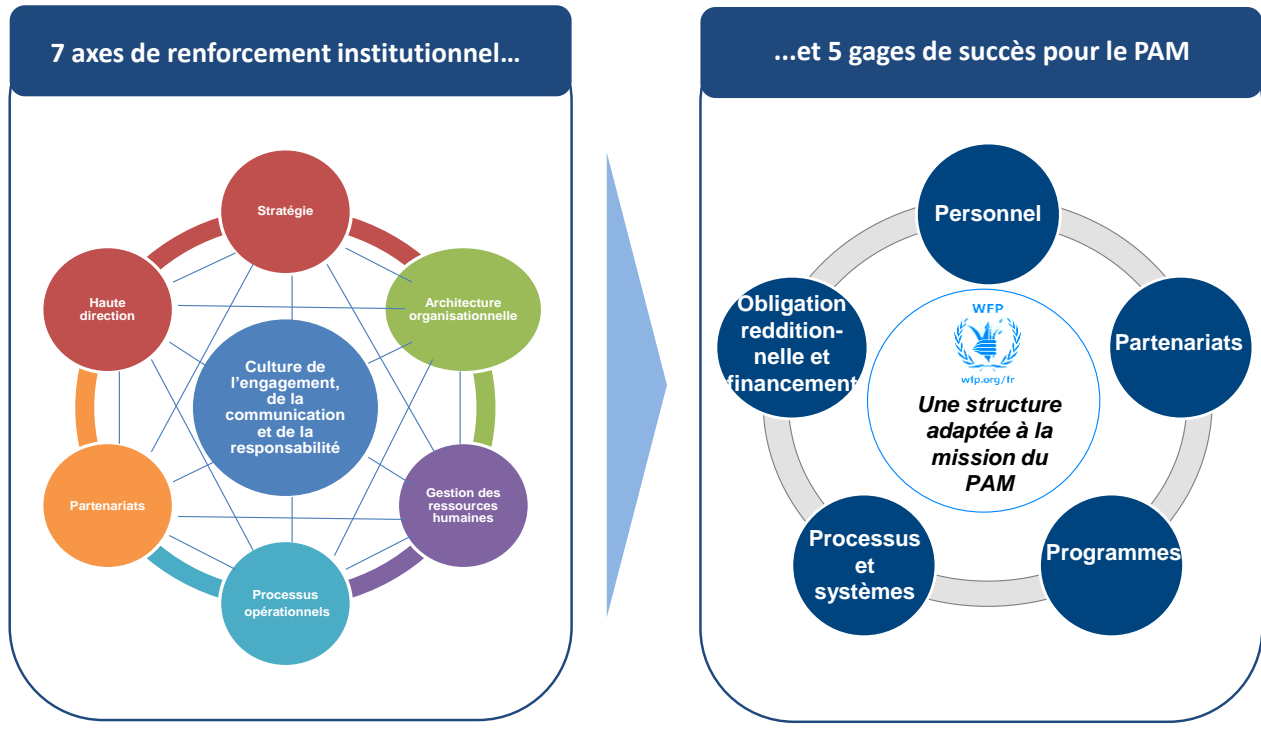 7 axes de renforcement institutionnel…
Stratégie
Haute
direction
Architecture
organisationnelle
Culture de
l’engagement,
de la
communication
et de la
responsabilité
Partenariats
Gestion des
ressources
humaines
Processus
opérationnels
...et 5 gages de succès pour le PAM
Personnel
Obligation
reddition-
nelle et
financement
Partenariats
WFP
wfp.org/fr
Une structure
adaptée à la
mission du
PAM
Processus
et
systèmes
Programmes